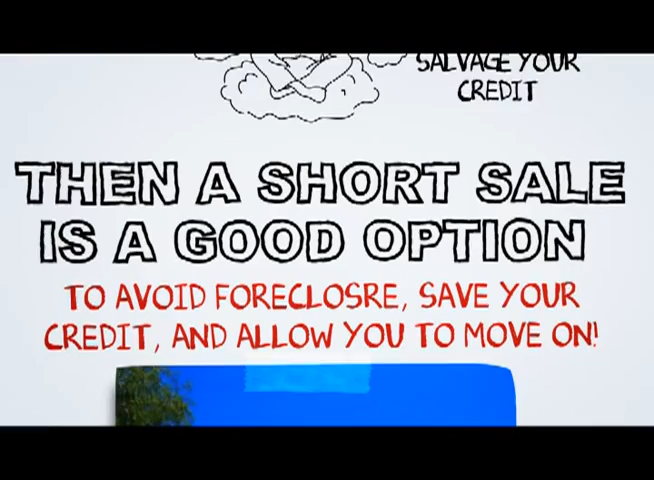 SALVAGE YOUR
CREDIT
THEN A SHORT SALE
IS A GOOD OPTION
TO AVOID FORECLOSRE, SAVE YOUR
CREDIT, AND ALLOW YOU TO MOVE ON!